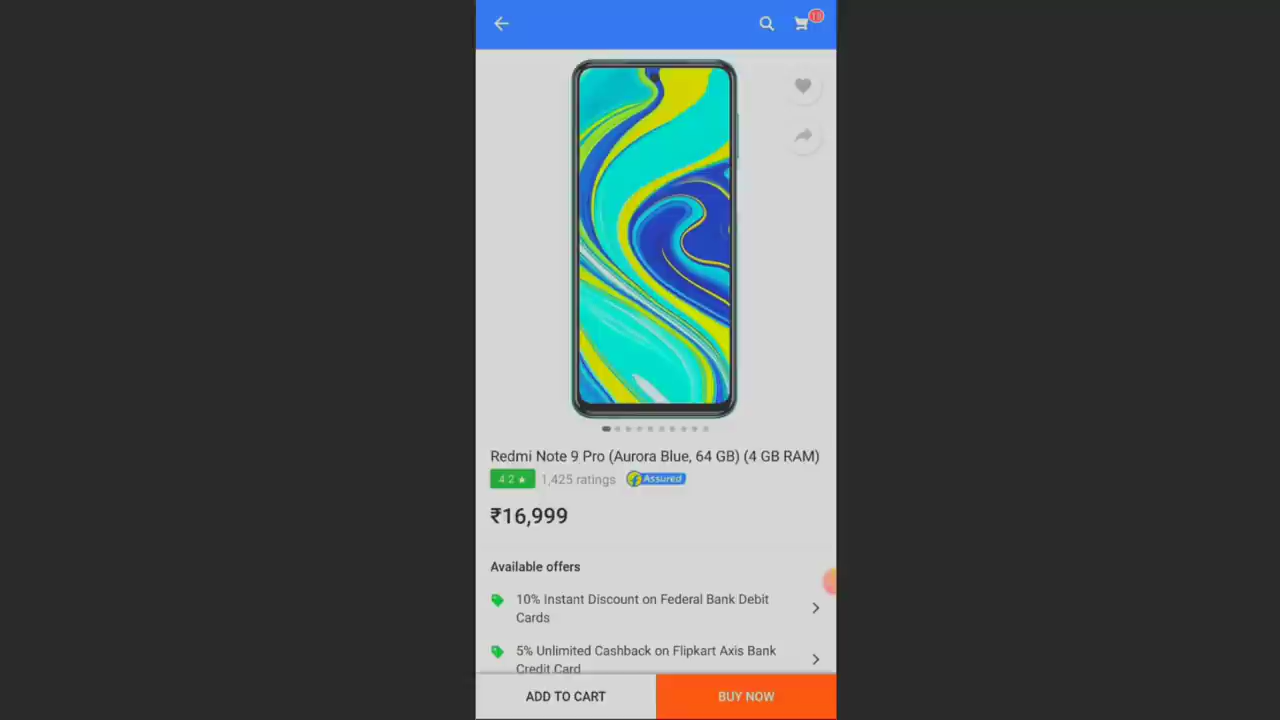 18
Redmi Note 9 Pro (Aurora Blue, 64 GB) (4 GB RAM)
4.2 ★ 1,425 ratings Assured
₹16,999
Available offers
10% Instant Discount on Federal Bank Debit
Cards
5% Unlimited Cashback on Flipkart Axis Bank
Credit Card
ADD TO CART BUY NOW